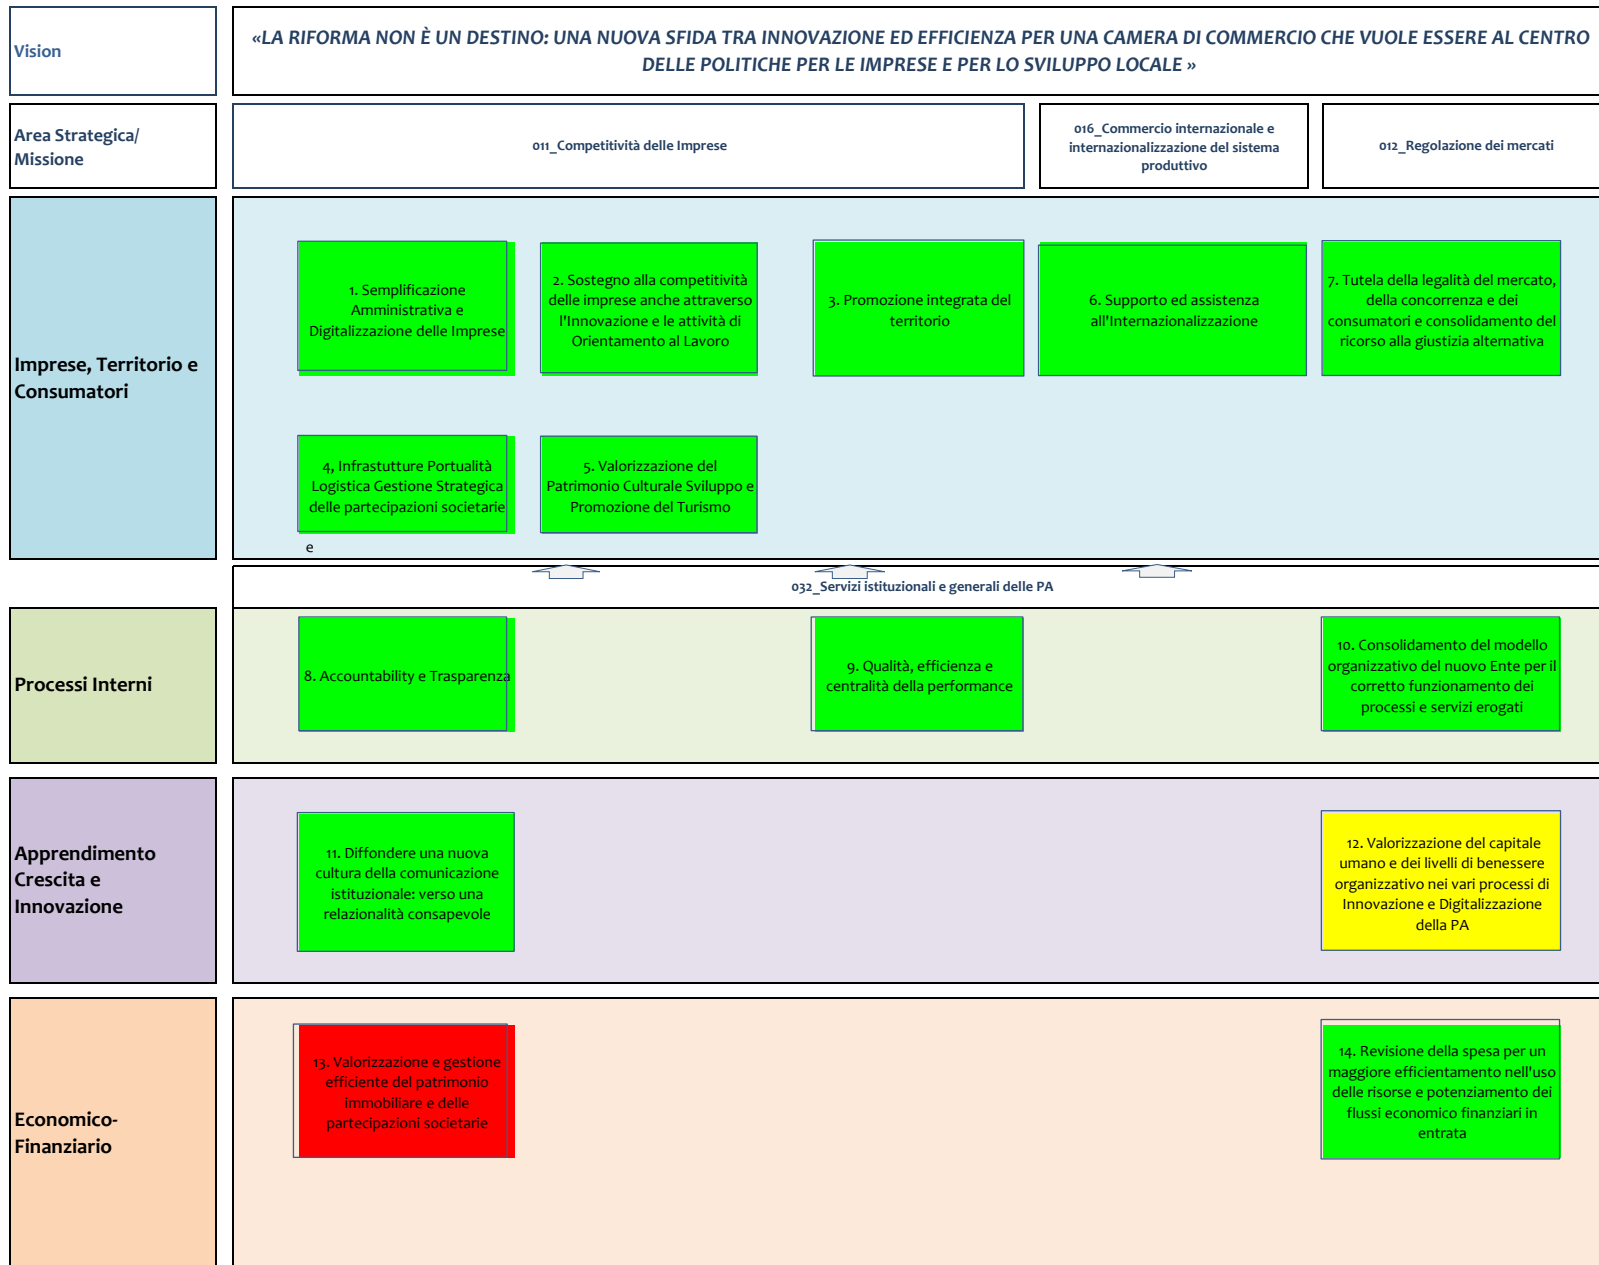 Vision
«LA RIFORMA NON È UN DESTINO: UNA NUOVA SFIDA TRA INNOVAZIONE ED EFFICIENZA PER UNA CAMERA DI COMMERCIO CHE VUOLE ESSERE AL CENTRO
DELLE POLITICHE PER LE IMPRESE E PER LO SVILUPPO LOCALE »
Area Strategica/
Missione
011_Competitività delle Imprese
016_Commercio internazionale e
internazionalizzazione del sistema
produttivo
012_Regolazione dei mercati
Imprese, Territorio e
Consumatori
1. Semplificazione
Amministrativa e
Digitalizzazione delle Imprese
2. Sostegno alla competitività
delle imprese anche attraverso
l'Innovazione e le attività di
Orientamento al Lavoro
3. Promozione integrata del
territorio
6. Supporto ed assistenza
all'Internazionalizzazione
7. Tutela della legalità del mercato,
della concorrenza e dei
consumatori e consolidamento del
ricorso alla giustizia alternativa
4, Infrastutture Portualità
Logistica Gestione Strategica
delle partecipazioni societarie
e
5. Valorizzazione del
Patrimonio Culturale Sviluppo e
Promozione del Turismo
032_Servizi istituzionali e generali delle PA
Processi Interni
8. Accountability e Trasparenza
9. Qualità, efficienza e
centralità della performance
10. Consolidamento del modello
organizzativo del nuovo Ente per il
corretto funzionamento dei
processi e servizi erogati
Apprendimento
Crescita e
Innovazione
11. Diffondere una nuova
cultura della comunicazione
istituzionale: verso una
relazionalità consapevole
12. Valorizzazione del capitale
umano e dei livelli di benessere
organizzativo nei vari processi di
Innovazione e Digitalizzazione
della PA
Economico-
Finanziario
13. Valorizzazione e gestione
efficiente del patrimonio
immobiliare e delle
partecipazioni societarie
14. Revisione della spesa per un
maggiore efficientamento nell'uso
delle risorse e potenziamento dei
flussi economico finanziari in
entrata